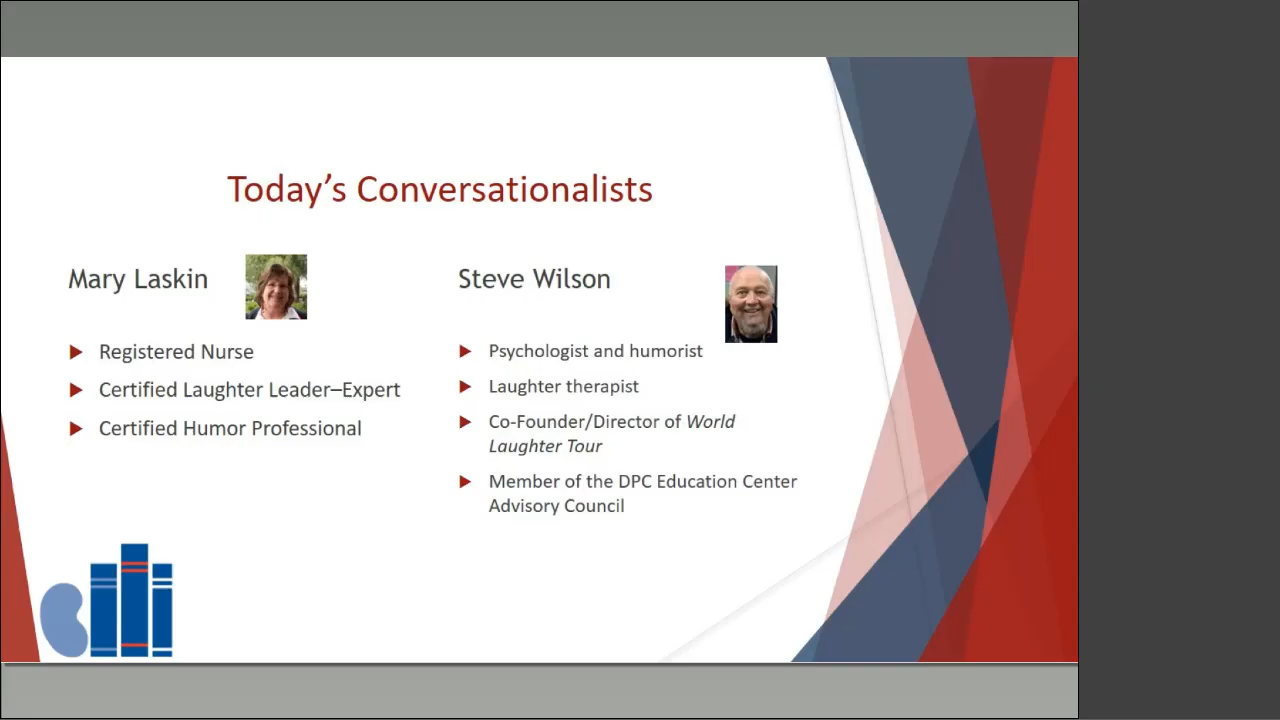 Today's Conversationalists
Mary Laskin
Registered Nurse
Certified Laughter Leader–Expert
Certified Humor Professional
Steve Wilson
Psychologist and humorist
Laughter therapist
Co-Founder/Director of World
Laughter Tour
Member of the DPC Education Center
Advisory Council